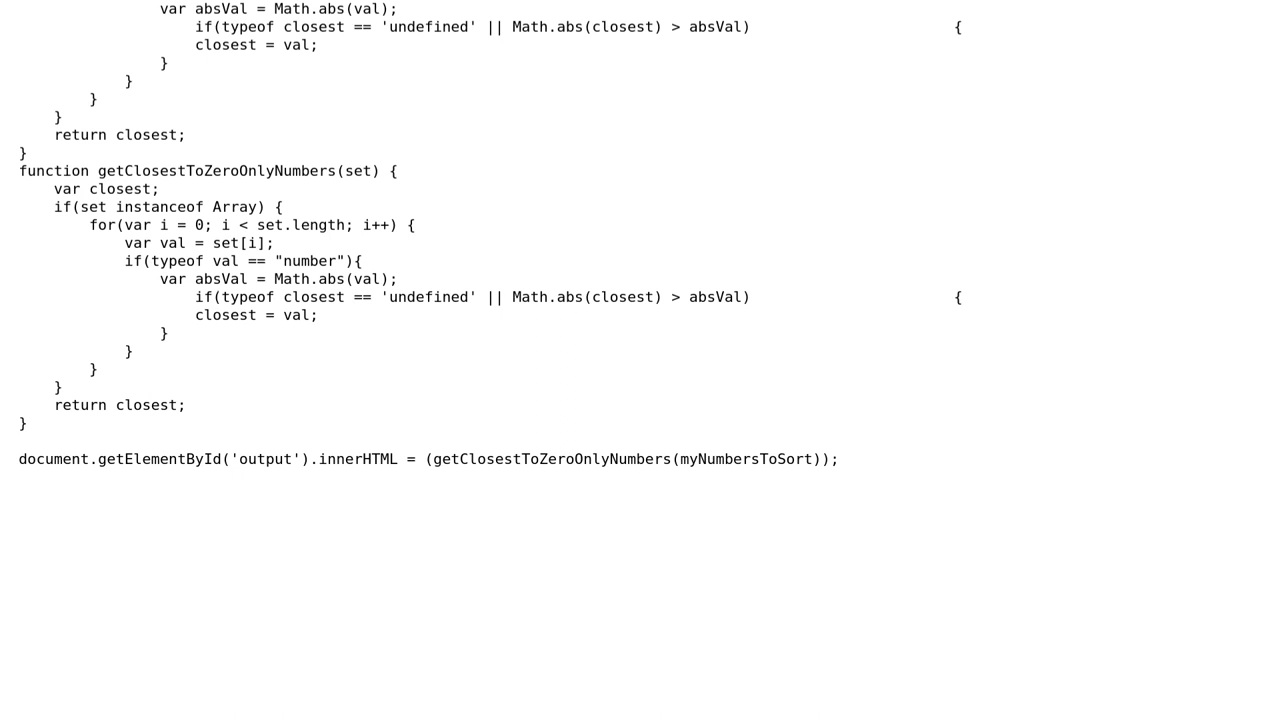 var absVal = Math.abs(val);
                    if(typeof closest == 'undefined' || Math.abs(closest) > absVal)                       {
                    closest = val;
                }
            }
        }
    }
    return closest;
}
function getClosestToZeroOnlyNumbers(set) {
    var closest;
    if(set instanceof Array) {
        for(var i = 0; i < set.length; i++) {
            var val = set[i];
            if(typeof val == "number"){
                var absVal = Math.abs(val);
                    if(typeof closest == 'undefined' || Math.abs(closest) > absVal)                       {
                    closest = val;
                }
            }
        }
    }
    return closest;
}

document.getElementById('output').innerHTML = (getClosestToZeroOnlyNumbers(myNumbersToSort));